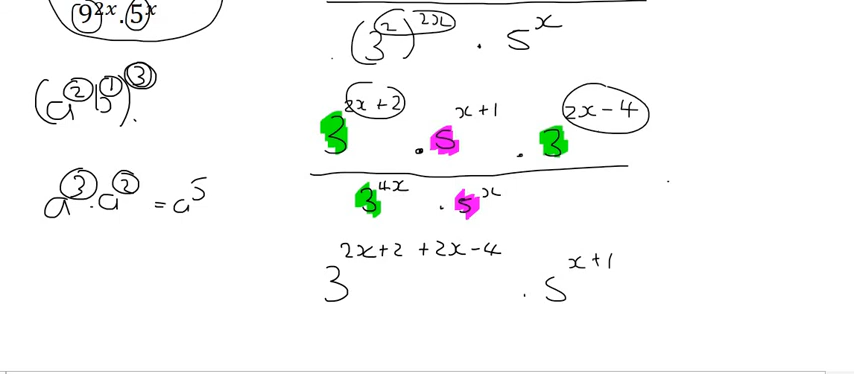 9^{2x}.5^x
(3^2)^{2x} . 5^x
(a^2b^1)^3.
3^{2x+2} . 5^{x+1} . 3^{2x-4}
3^{4x} . 5^x
a^3.a^2 = a^5
3^{2x+2+2x-4} . 5^{x+1}